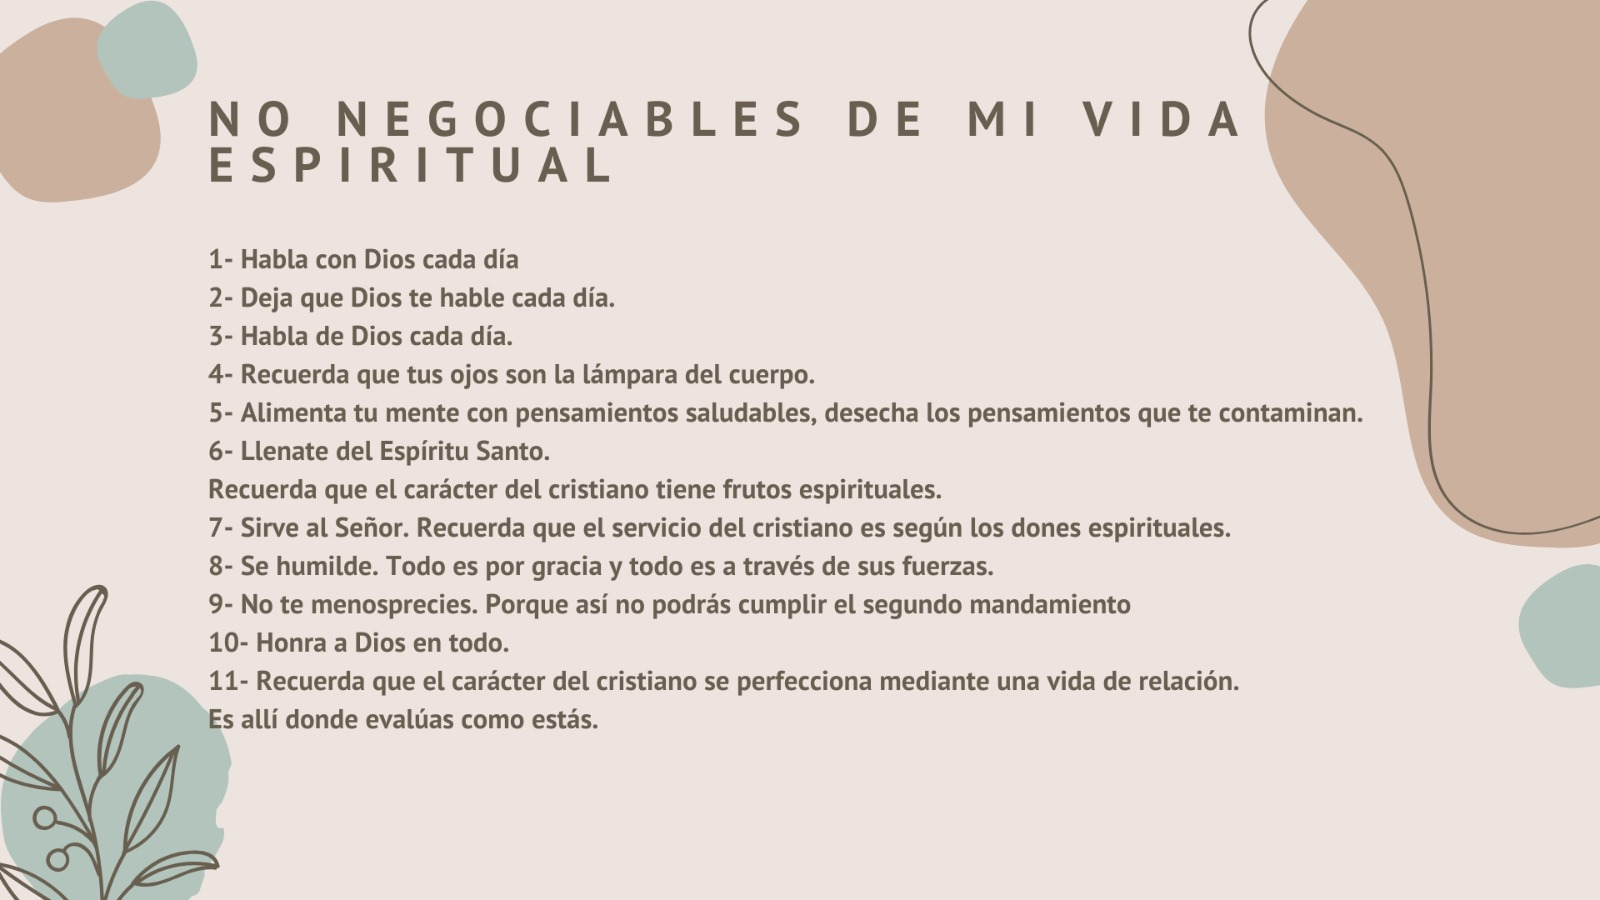 NO NEGOCIABLES DE MI VIDA
ESPIRITUAL
1- Habla con Dios cada día
2- Deja que Dios te hable cada día.
3- Habla de Dios cada día.
4- Recuerda que tus ojos son la lámpara del cuerpo.
5- Alimenta tu mente con pensamientos saludables, desecha los pensamientos que te contaminan.
6- Llenate del Espíritu Santo.
Recuerda que el carácter del cristiano tiene frutos espirituales.
7- Sirve al Señor. Recuerda que el servicio del cristiano es según los dones espirituales.
8- Se humilde. Todo es por gracia y todo es a través de sus fuerzas.
9- No te menosprecies. Porque así no podrás cumplir el segundo mandamiento
10- Honra a Dios en todo.
11- Recuerda que el carácter del cristiano se perfecciona mediante una vida de relación.
Es allí donde evalúas como estás.